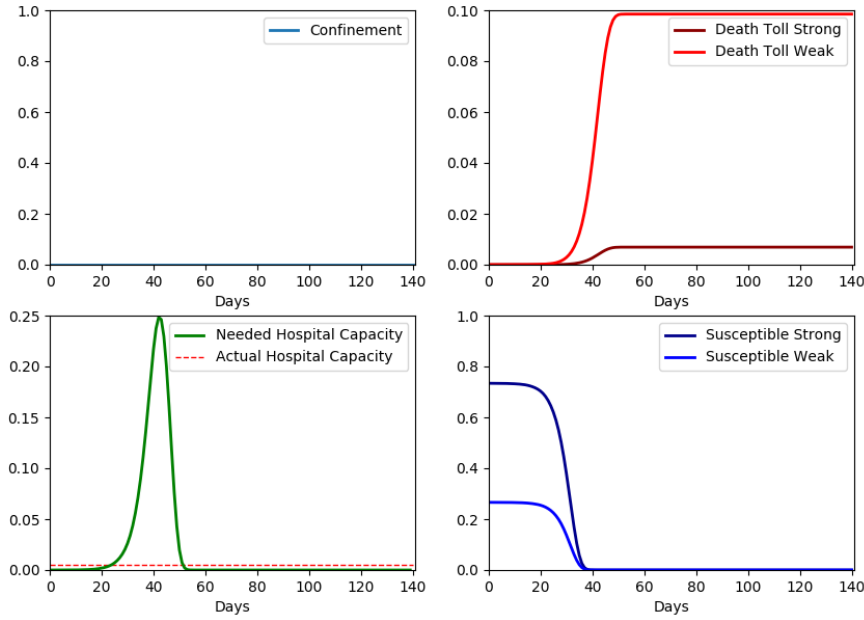 1.0
0.8
0.6
0.4
0.2
0.0
0 20 40 60 80 100 120 140
Days
Confinement
0.10
0.08
0.06
0.04
0.02
0.00
0 20 40 60 80 100 120 140
Days
Death Toll Strong
Death Toll Weak
0.25
0.20
0.15
0.10
0.05
0.00
0 20 40 60 80 100 120 140
Days
Needed Hospital Capacity
Actual Hospital Capacity
1.0
0.8
0.6
0.4
0.2
0.0
0 20 40 60 80 100 120 140
Days
Susceptible Strong
Susceptible Weak